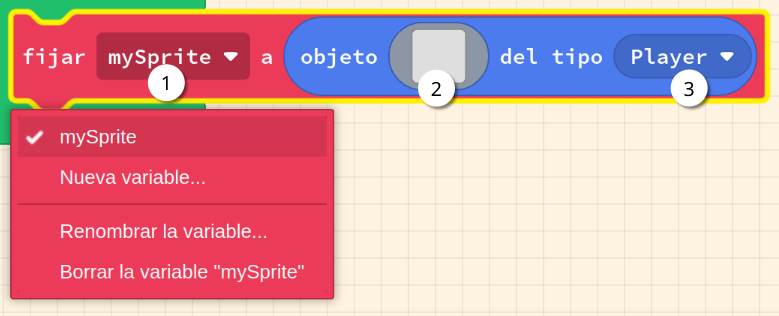 fijar mySprite a objeto del tipo Player
1 2 3
mySprite
Nueva variable...
Renombrar la variable...
Borrar la variable "mySprite"